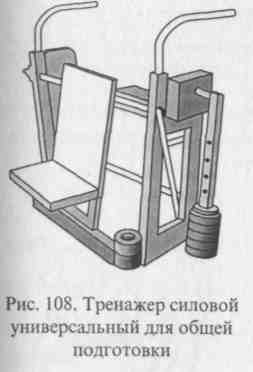 Рис. 108. Тренажер силовой
универсальный для общей
подготовки